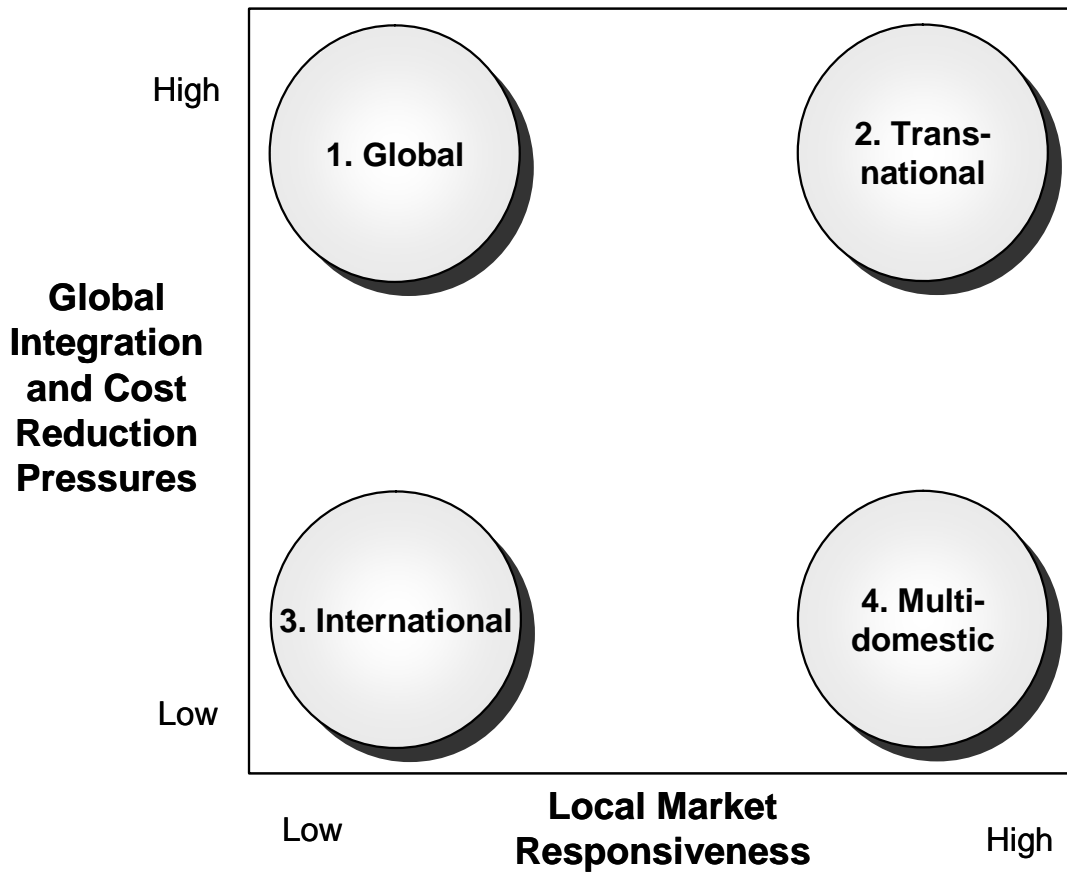 High
1. Global
2. Trans-
national
Global
Integration
and Cost
Reduction
Pressures
3. International
4. Multi-
domestic
Low
Low
Local Market
Responsiveness
High